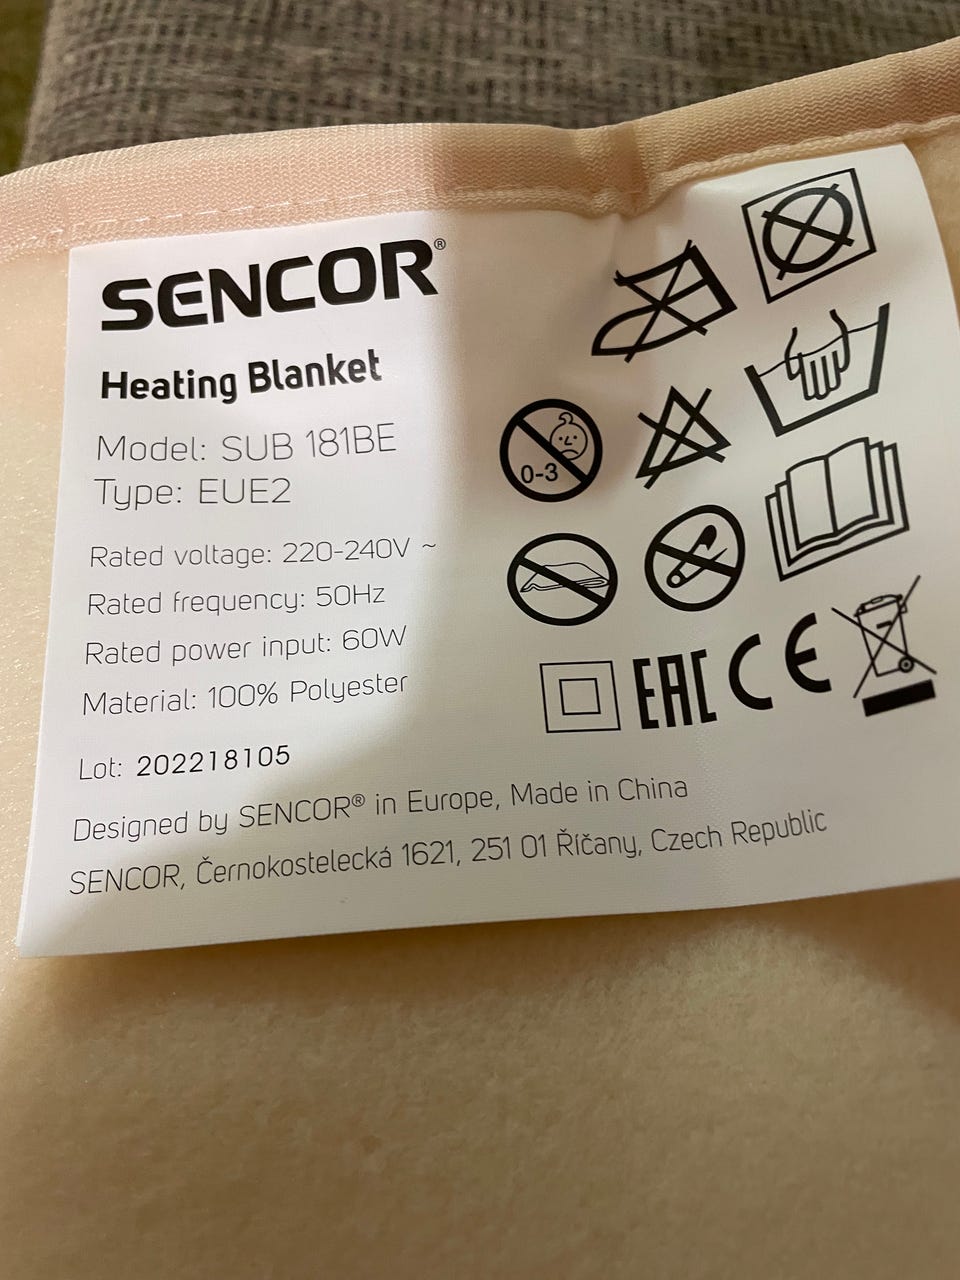 SENCOR®
Heating Blanket
Model: SUB 181BE
Type: EUE2
Rated voltage: 220-240V ~
Rated frequency: 50Hz
Rated power input: 60W
Material: 100% Polyester
Lot: 202218105
Designed by SENCOR® in Europe, Made in China
SENCOR, Černokostelecká 1621, 251 01 Říčany, Czech Republic
0-3
EAC CE